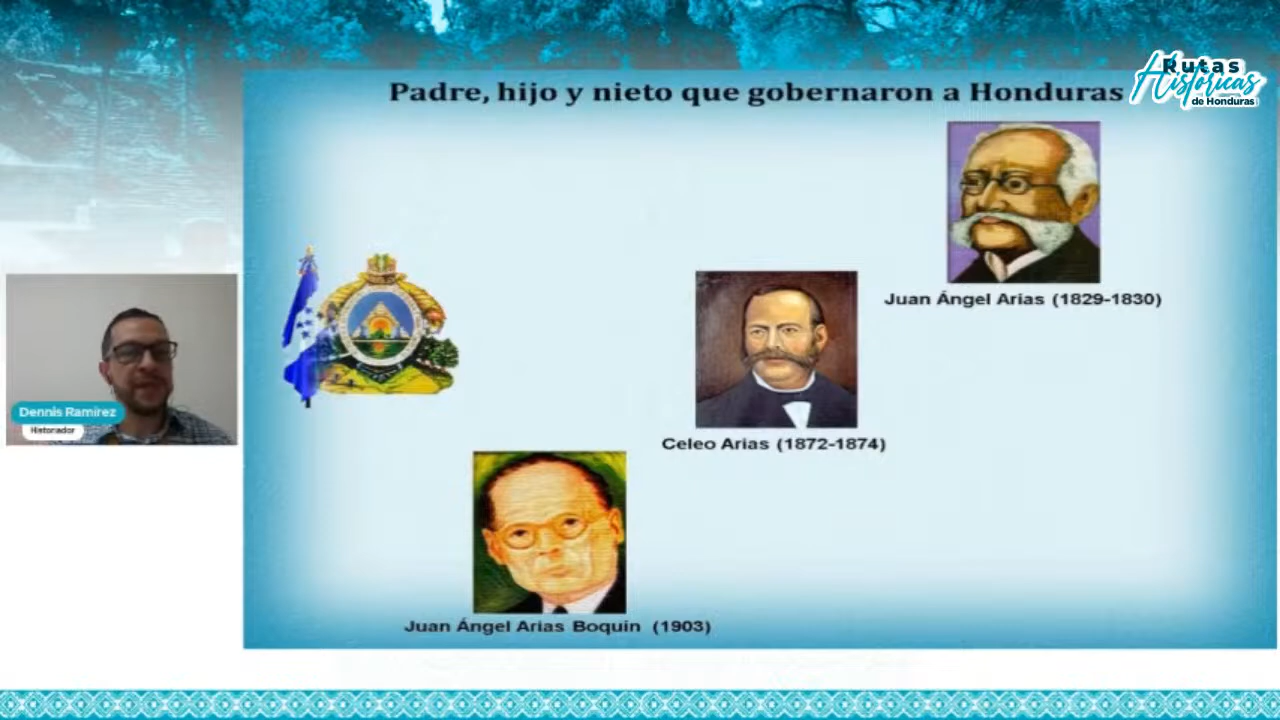 Padre, hijo y nieto que gobernaron a Honduras
Rutas
Históricas
de Honduras
Juan Ángel Arias (1829-1830)
Celeo Arias (1872-1874)
Dennis Ramírez
Historiador
Juan Ángel Arias Boquin (1903)